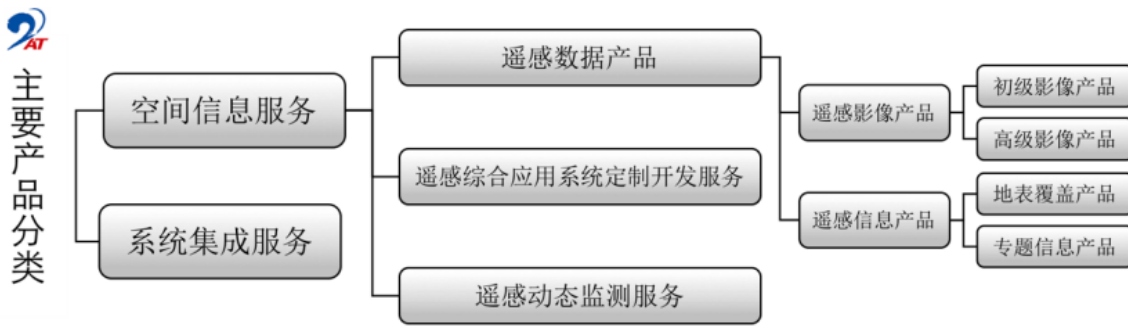 21AT
主要产品分类
空间信息服务
系统集成服务
遥感数据产品
遥感综合应用系统定制开发服务
遥感动态监测服务
遥感影像产品
遥感信息产品
初级影像产品
高级影像产品
地表覆盖产品
专题信息产品